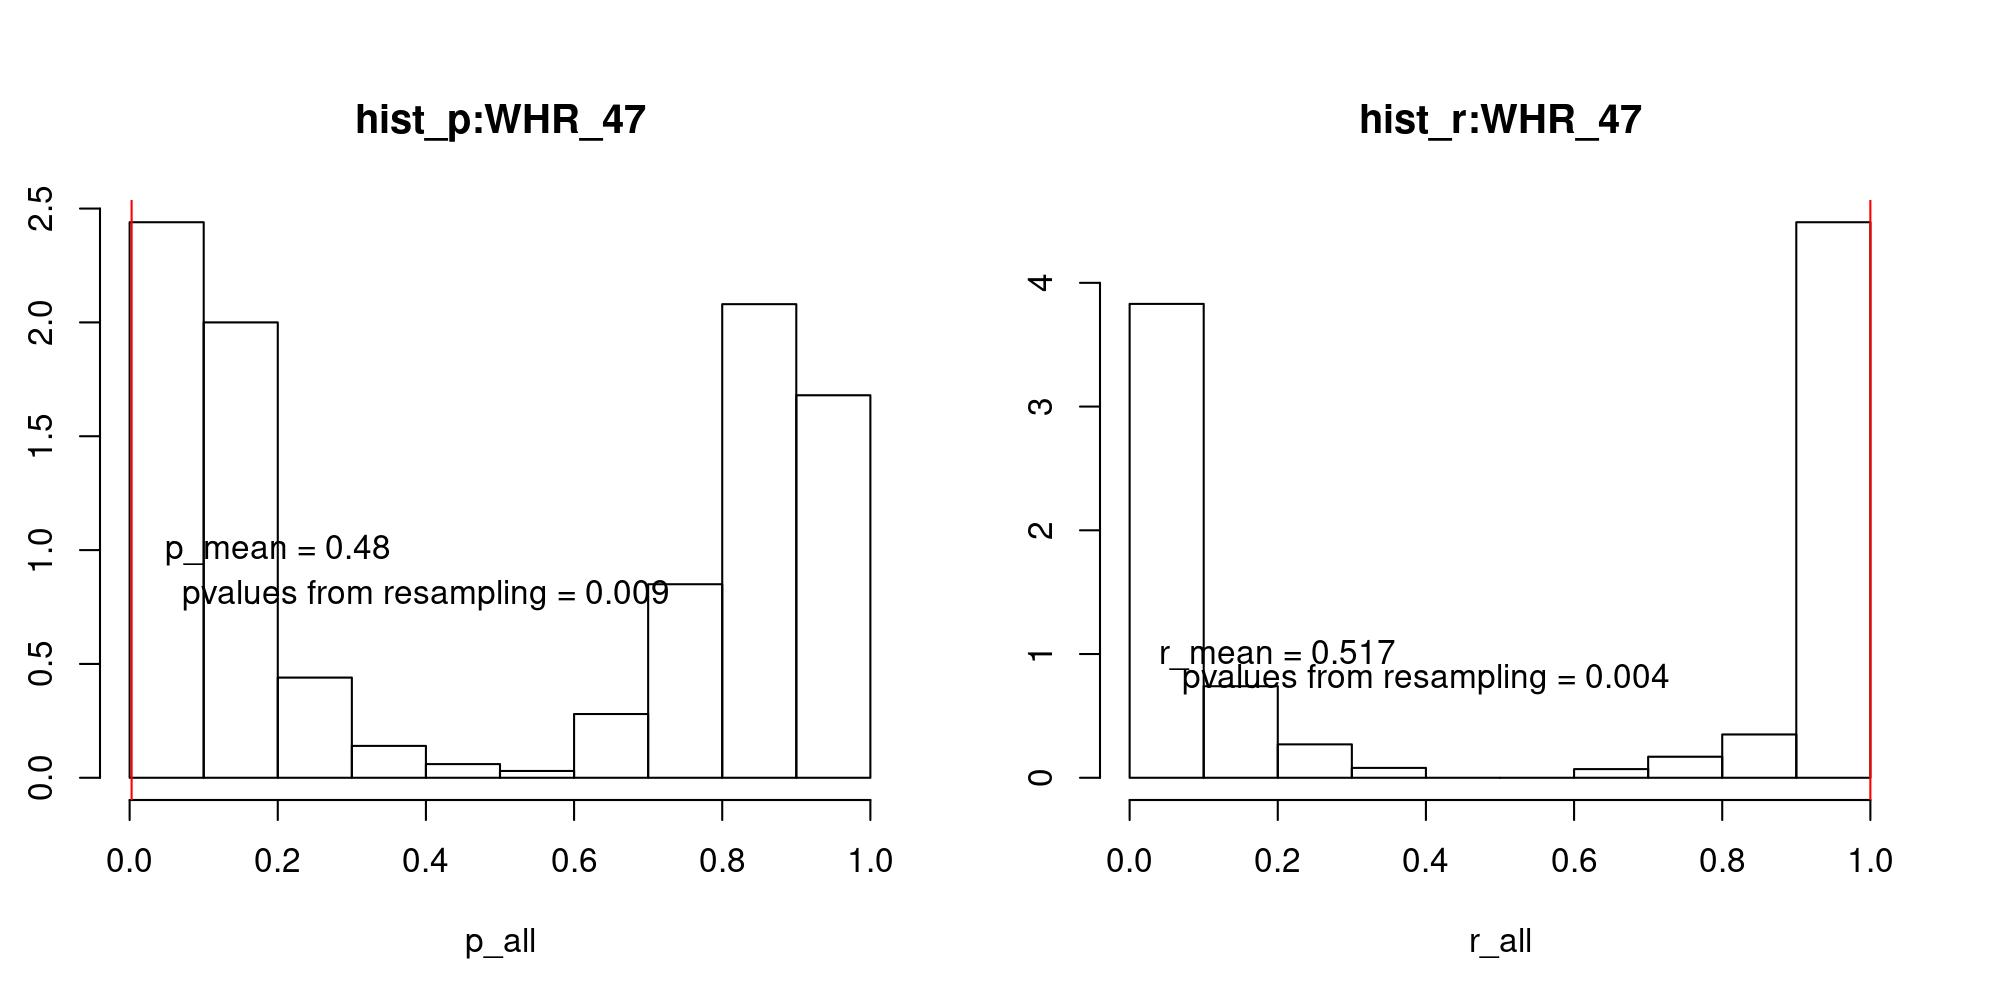 hist_p:WHR_47
2.5
2.0
1.5
1.0
0.5
0.0
p_mean = 0.48
pvalues from resampling = 0.009
0.0 0.2 0.4 0.6 0.8 1.0
p_all
hist_r:WHR_47
4
3
2
1
0
r_mean = 0.517
pvalues from resampling = 0.004
0.0 0.2 0.4 0.6 0.8 1.0
r_all